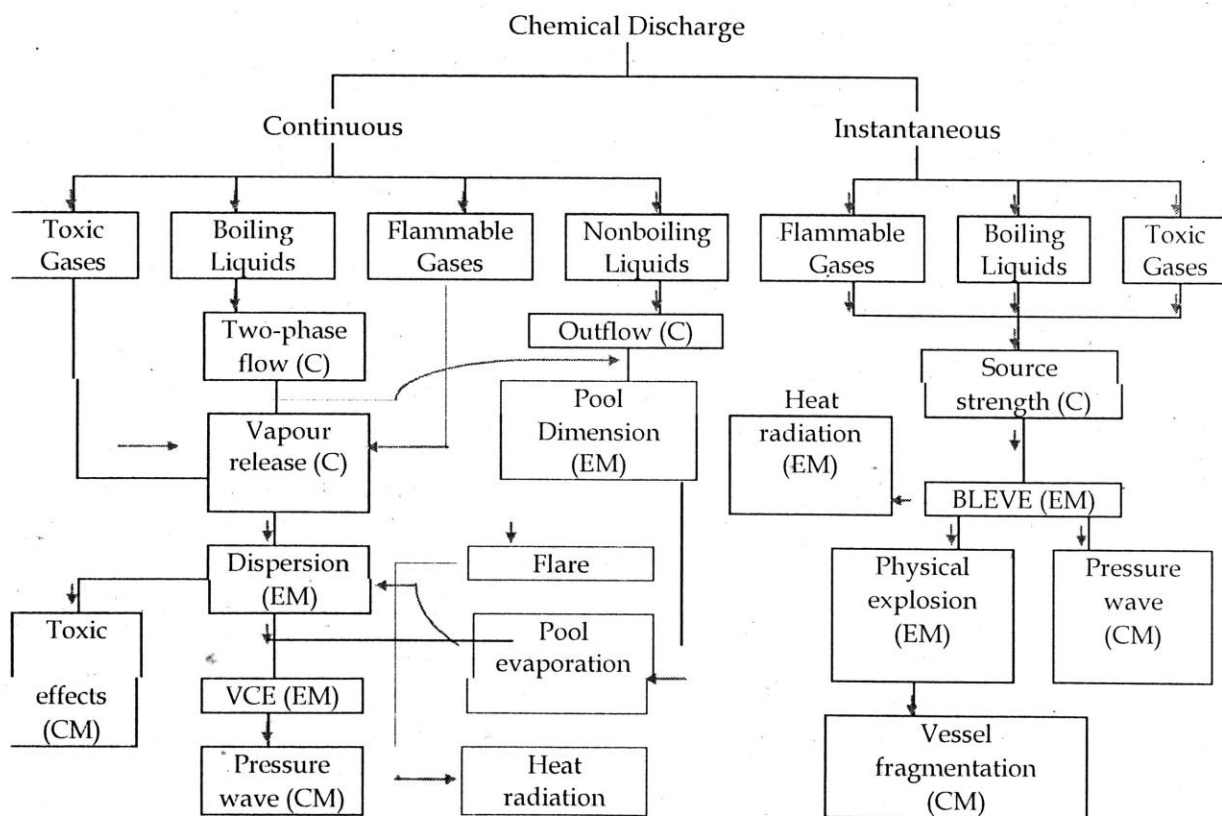 Chemical Discharge
Continuous
Instantaneous
Toxic
Gases
Boiling
Liquids
Flammable
Gases
Nonboiling
Liquids
Flammable
Gases
Boiling
Liquids
Toxic
Gases
Two-phase
flow (C)
Outflow (C)
Source
strength (C)
Vapour
release (C)
Pool
Dimension
(EM)
Heat
radiation
(EM)
BLEVE (EM)
Dispersion
(EM)
Flare
Physical
explosion
(EM)
Pressure
wave
(CM)
Toxic
effects
(CM)
Pool
evaporation
VCE (EM)
Pressure
wave (CM)
Heat
radiation
Vessel
fragmentation
(CM)